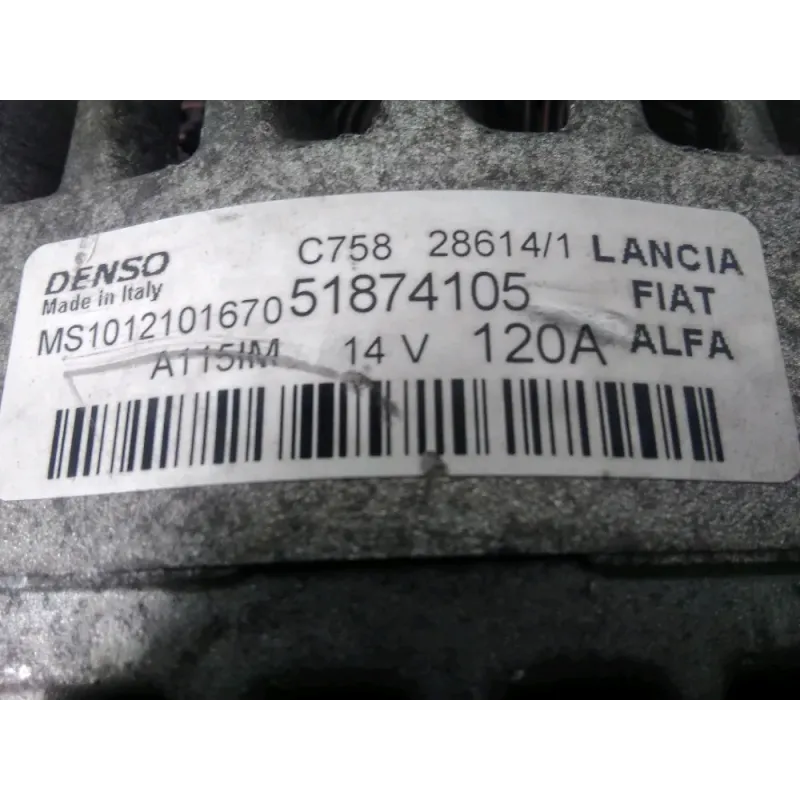 DENSO C758 28614/1 LANCIA
Made in Italy 51874105 FIAT
MS1012101670
A115IM 14 V 120A ALFA